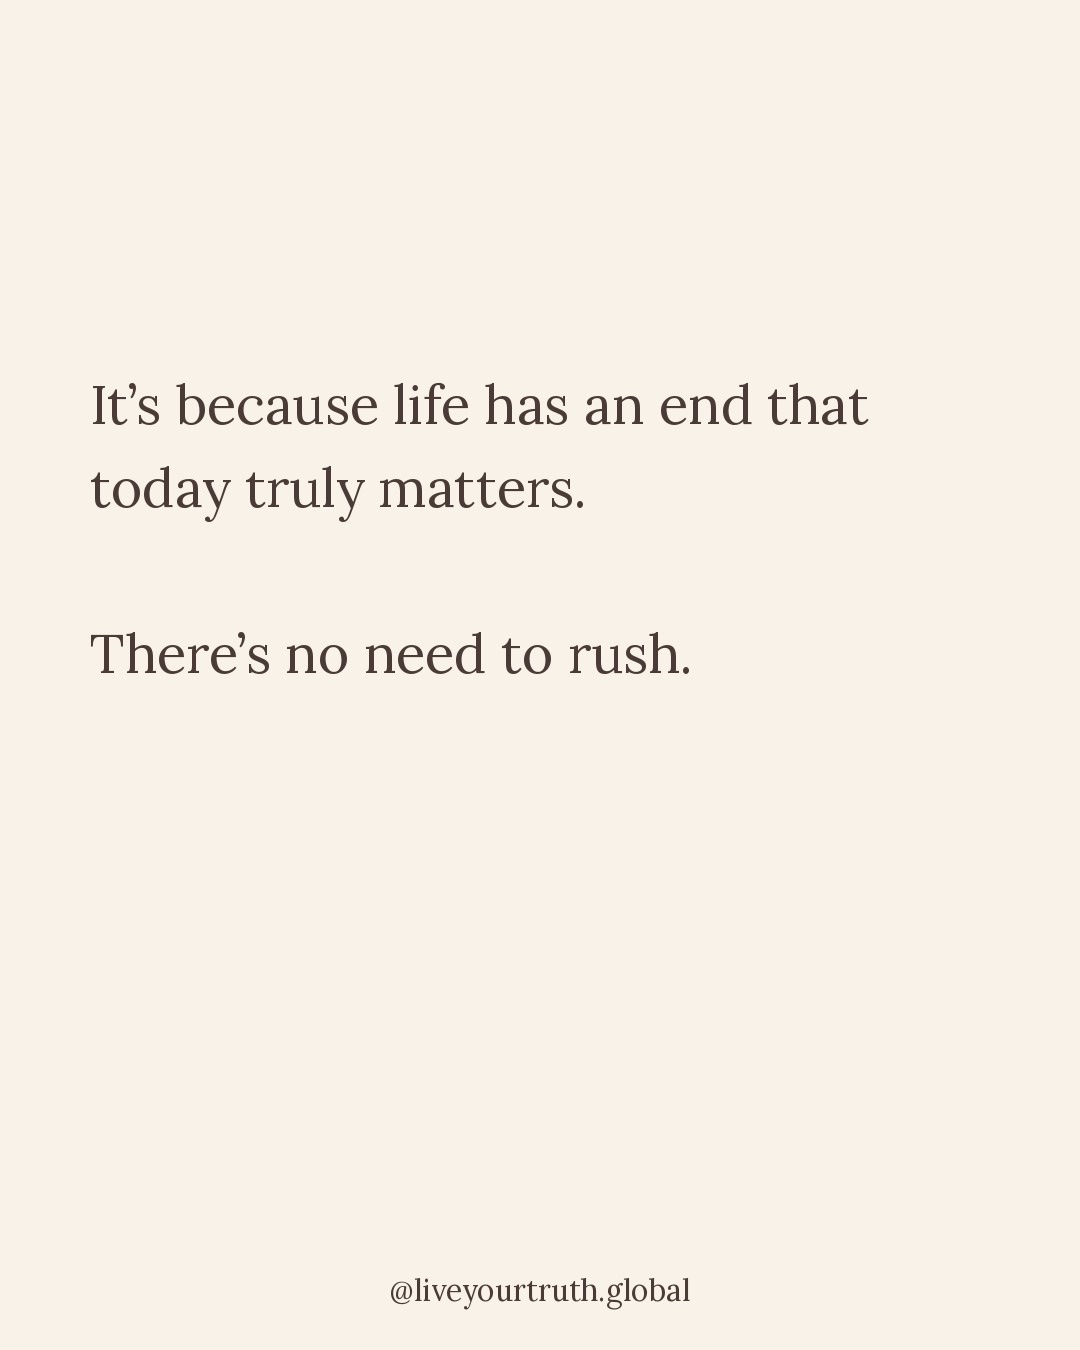 It’s because life has an end that
today truly matters.
There’s no need to rush.
@liveyourtruth.global